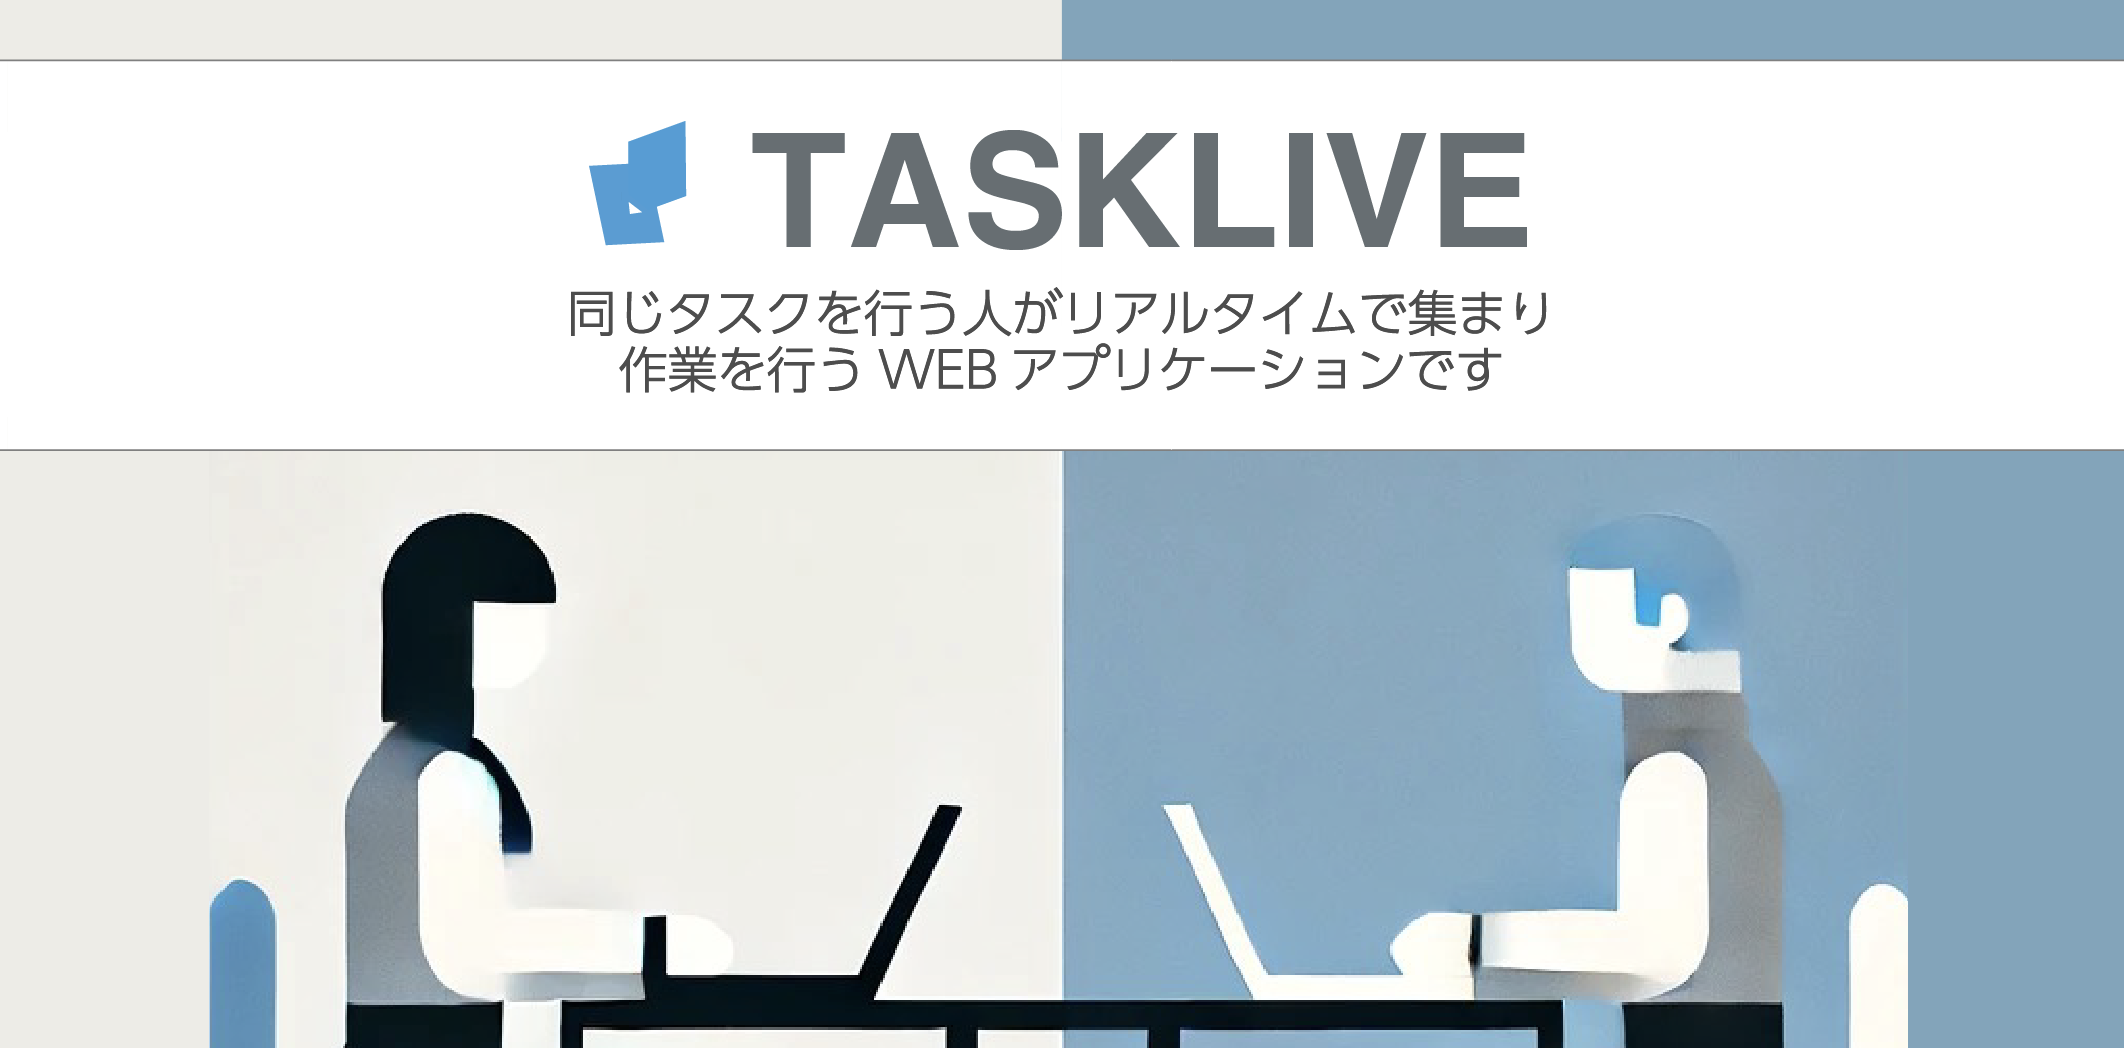 TASKLIVE
同じタスクを行う人がリアルタイムで集まり
作業を行う WEB アプリケーションです